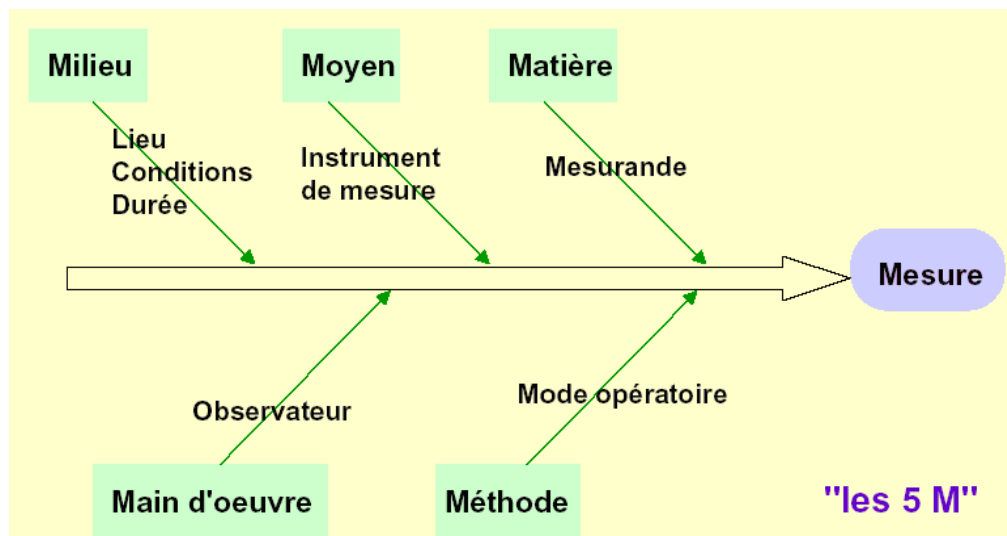 Milieu
Moyen
Matière
Lieu
Conditions
Durée
Instrument
de mesure
Mesurande
Mesure
Observateur
Mode opératoire
Main d'oeuvre
Méthode
"les 5 M"